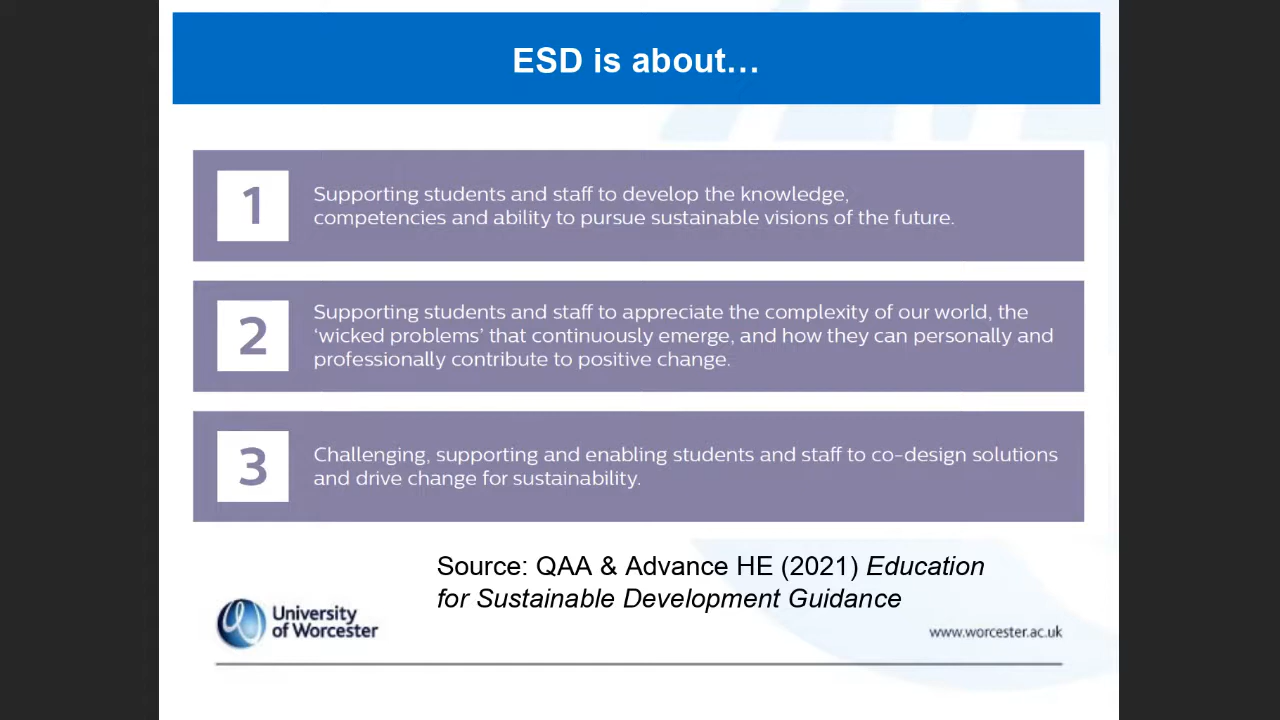 ESD is about…
1
Supporting students and staff to develop the knowledge,
competencies and ability to pursue sustainable visions of the future.
2
Supporting students and staff to appreciate the complexity of our world, the
‘wicked problems’ that continuously emerge, and how they can personally and
professionally contribute to positive change.
3
Challenging, supporting and enabling students and staff to co-design solutions
and drive change for sustainability.
Source: QAA & Advance HE (2021) Education
for Sustainable Development Guidance
University
of Worcester
www.worcester.ac.uk